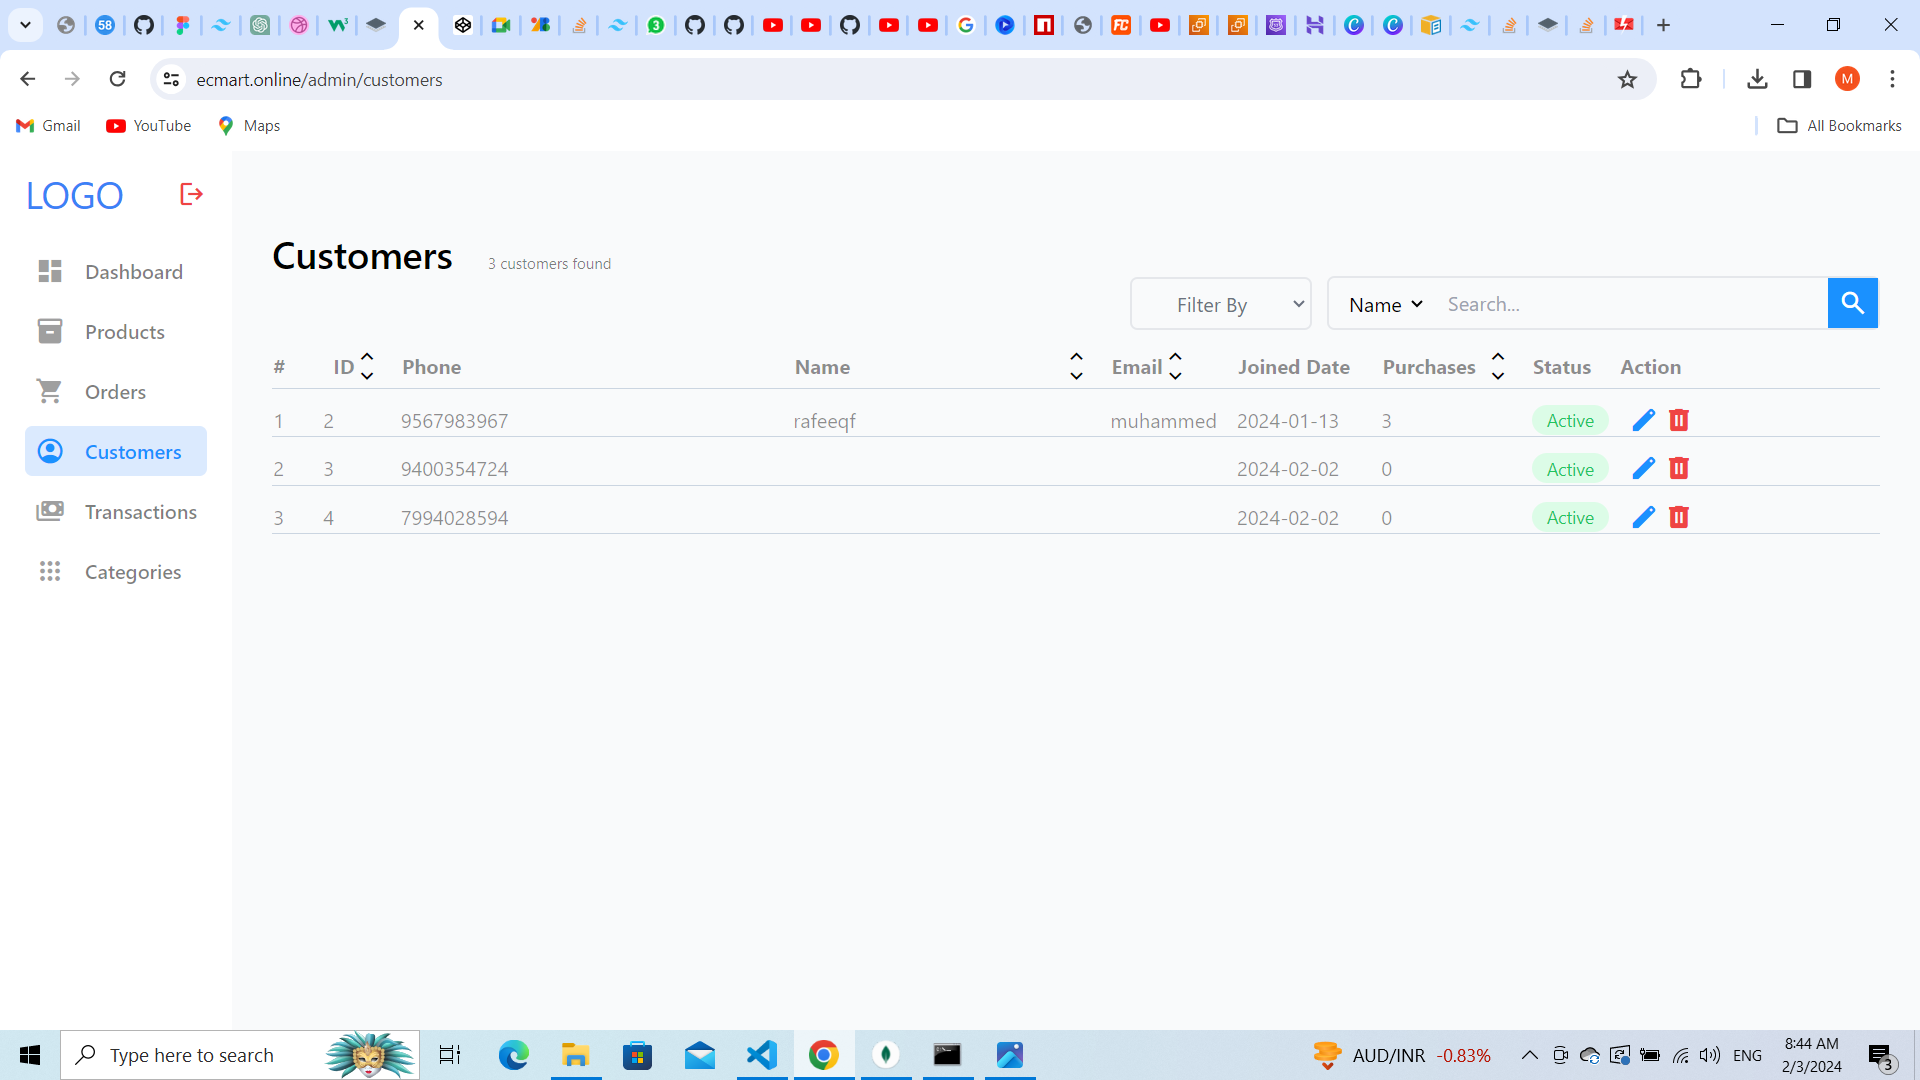 58
3
ecmart.online/admin/customers
M
Gmail
YouTube
Maps
All Bookmarks
LOGO
Dashboard
Products
Orders
Customers
Transactions
Categories
Customers
3 customers found
Filter By
Name
Search...
# ID Phone Name Email Joined Date Purchases Status Action
1 2 9567983967 rafeeqf muhammed 2024-01-13 3 Active
2 3 9400354724 2024-02-02 0 Active
3 4 7994028594 2024-02-02 0 Active
Type here to search
AUD/INR -0.83%
ENG
8:44 AM
2/3/2024
3